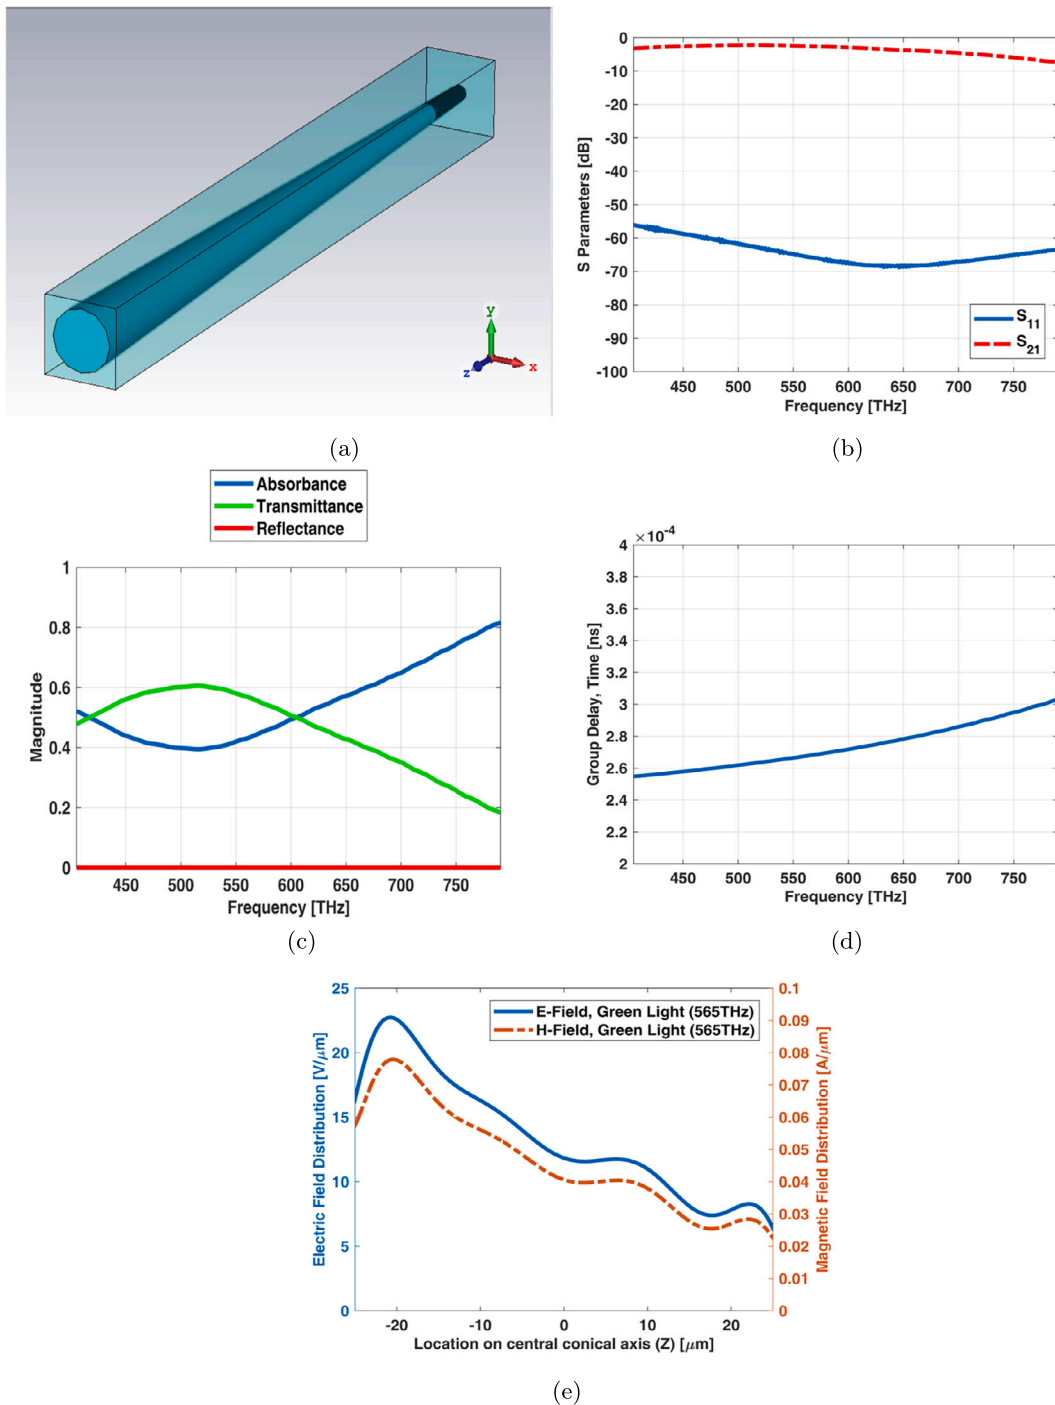 y
x
z
(a)
0
-10
-20
-30
-40
-50
-60
-70
-80
-90
-100
S Parameters [dB]
S11
S21
450 500 550 600 650 700 750
Frequency [THz]
(b)
Absorbance
Transmittance
Reflectance
1
0.8
0.6
0.4
0.2
0
Magnitude
450 500 550 600 650 700 750
Frequency [THz]
(c)
×10-4
4
3.8
3.6
3.4
3.2
3
2.8
2.6
2.4
2.2
2
Group Delay, Time [ns]
450 500 550 600 650 700 750
Frequency [THz]
(d)
25
20
15
10
5
0
Electric Field Distribution [V/μm]
E-Field, Green Light (565THz)
H-Field, Green Light (565THz)
0.1
0.09
0.08
0.07
0.06
0.05
0.04
0.03
0.02
0.01
0
Magnetic Field Distribution [A/μm]
-20 -10 0 10 20
Location on central conical axis (Z) [μm]
(e)